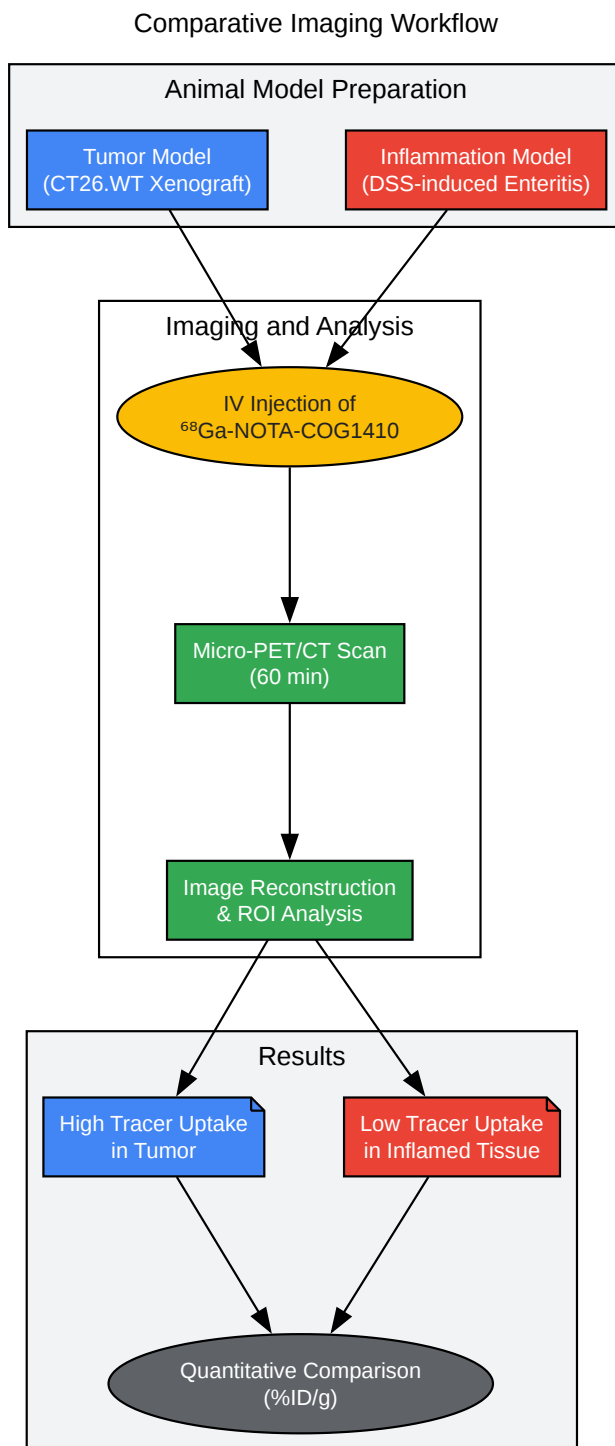 Comparative Imaging Workflow
Animal Model Preparation
Tumor Model
(CT26.WT Xenograft)
Inflammation Model
(DSS-induced Enteritis)
Imaging and Analysis
IV Injection of
⁶⁸Ga-NOTA-COG1410
Micro-PET/CT Scan
(60 min)
Image Reconstruction
& ROI Analysis
Results
High Tracer Uptake
in Tumor
Low Tracer Uptake
in Inflamed Tissue
Quantitative Comparison
(%ID/g)